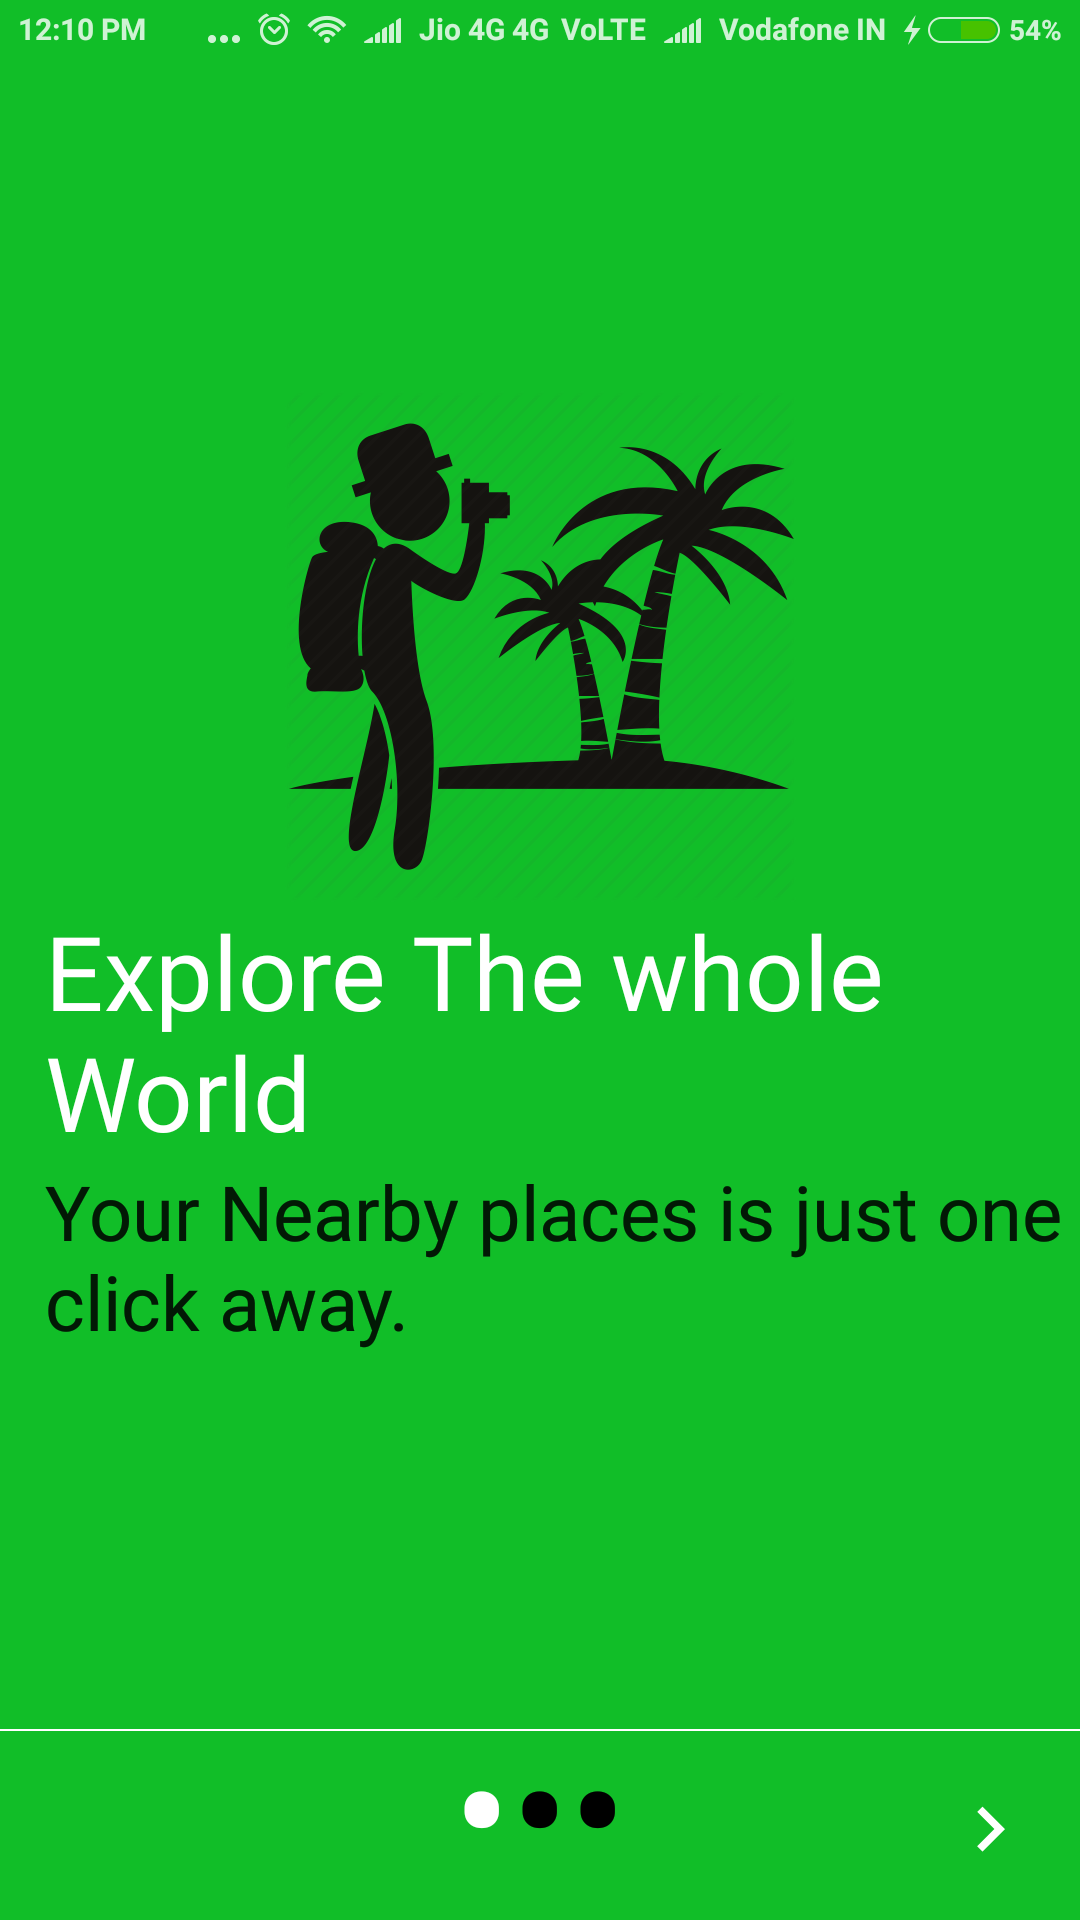 12:10 PM ... Jio 4G 4G VoLTE Vodafone IN 54%
Explore The whole
World
Your Nearby places is just one
click away.